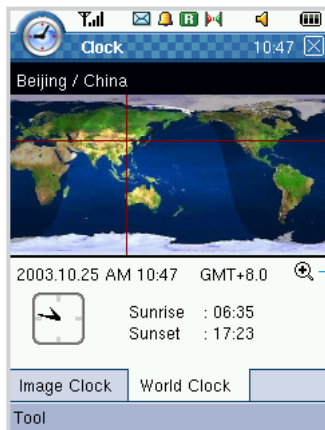 Clock 10:47
Beijing / China
2003.10.25 AM 10:47 GMT+8.0
Sunrise : 06:35
Sunset : 17:23
Image Clock World Clock
Tool